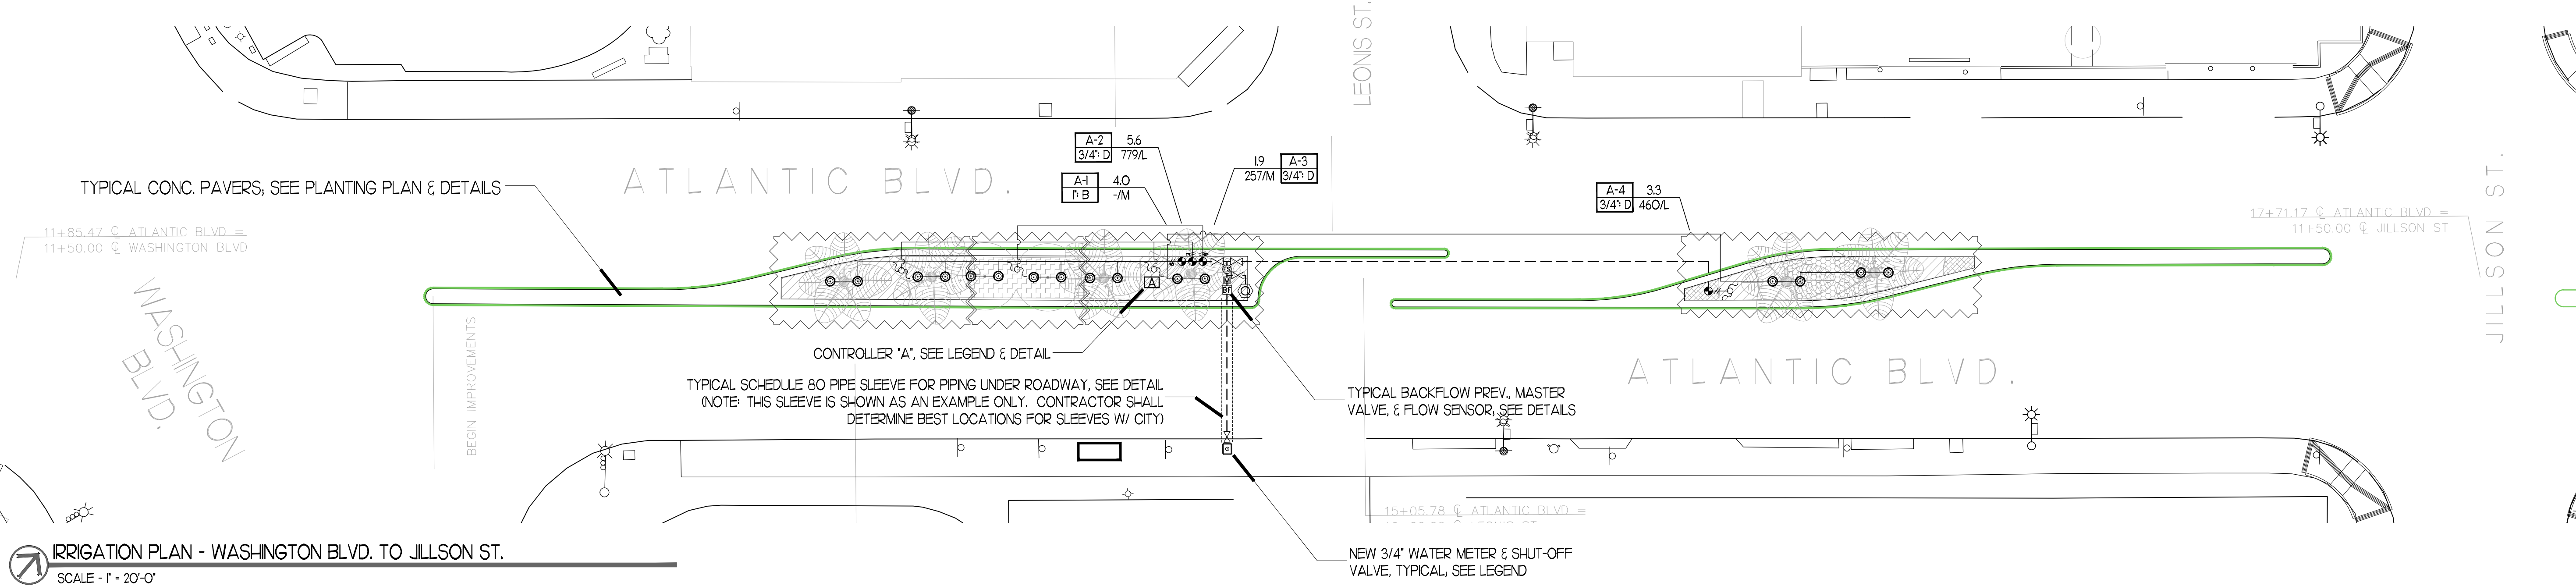 LEONIS ST.
ATLANTIC BLVD.
A-2 5.6
3/4": D 779/L
A-1 4.0
1": B -/M
1.9 A-3
257/M 3/4": D
A-4 3.3
3/4": D 460/L
TYPICAL CONC. PAVERS; SEE PLANTING PLAN & DETAILS
11+85.47 ℄ ATLANTIC BLVD =
11+50.00 ℄ WASHINGTON BLVD
17+71.17 ℄ ATLANTIC BLVD =
11+50.00 ℄ JILLSON ST
JILLSON ST.
WASHINGTON
BLVD.
BEGIN IMPROVEMENTS
A
M
BF
CONTROLLER "A", SEE LEGEND & DETAIL
TYPICAL SCHEDULE 80 PIPE SLEEVE FOR PIPING UNDER ROADWAY, SEE DETAIL
(NOTE: THIS SLEEVE IS SHOWN AS AN EXAMPLE ONLY. CONTRACTOR SHALL
DETERMINE BEST LOCATIONS FOR SLEEVES W/ CITY)
TYPICAL BACKFLOW PREV., MASTER
VALVE, & FLOW SENSOR, SEE DETAILS
ATLANTIC BLVD.
15+05.78 ℄ ATLANTIC BLVD =
NEW 3/4" WATER METER & SHUT-OFF
VALVE, TYPICAL; SEE LEGEND
IRRIGATION PLAN - WASHINGTON BLVD. TO JILLSON ST.
SCALE - 1" = 20'-0"